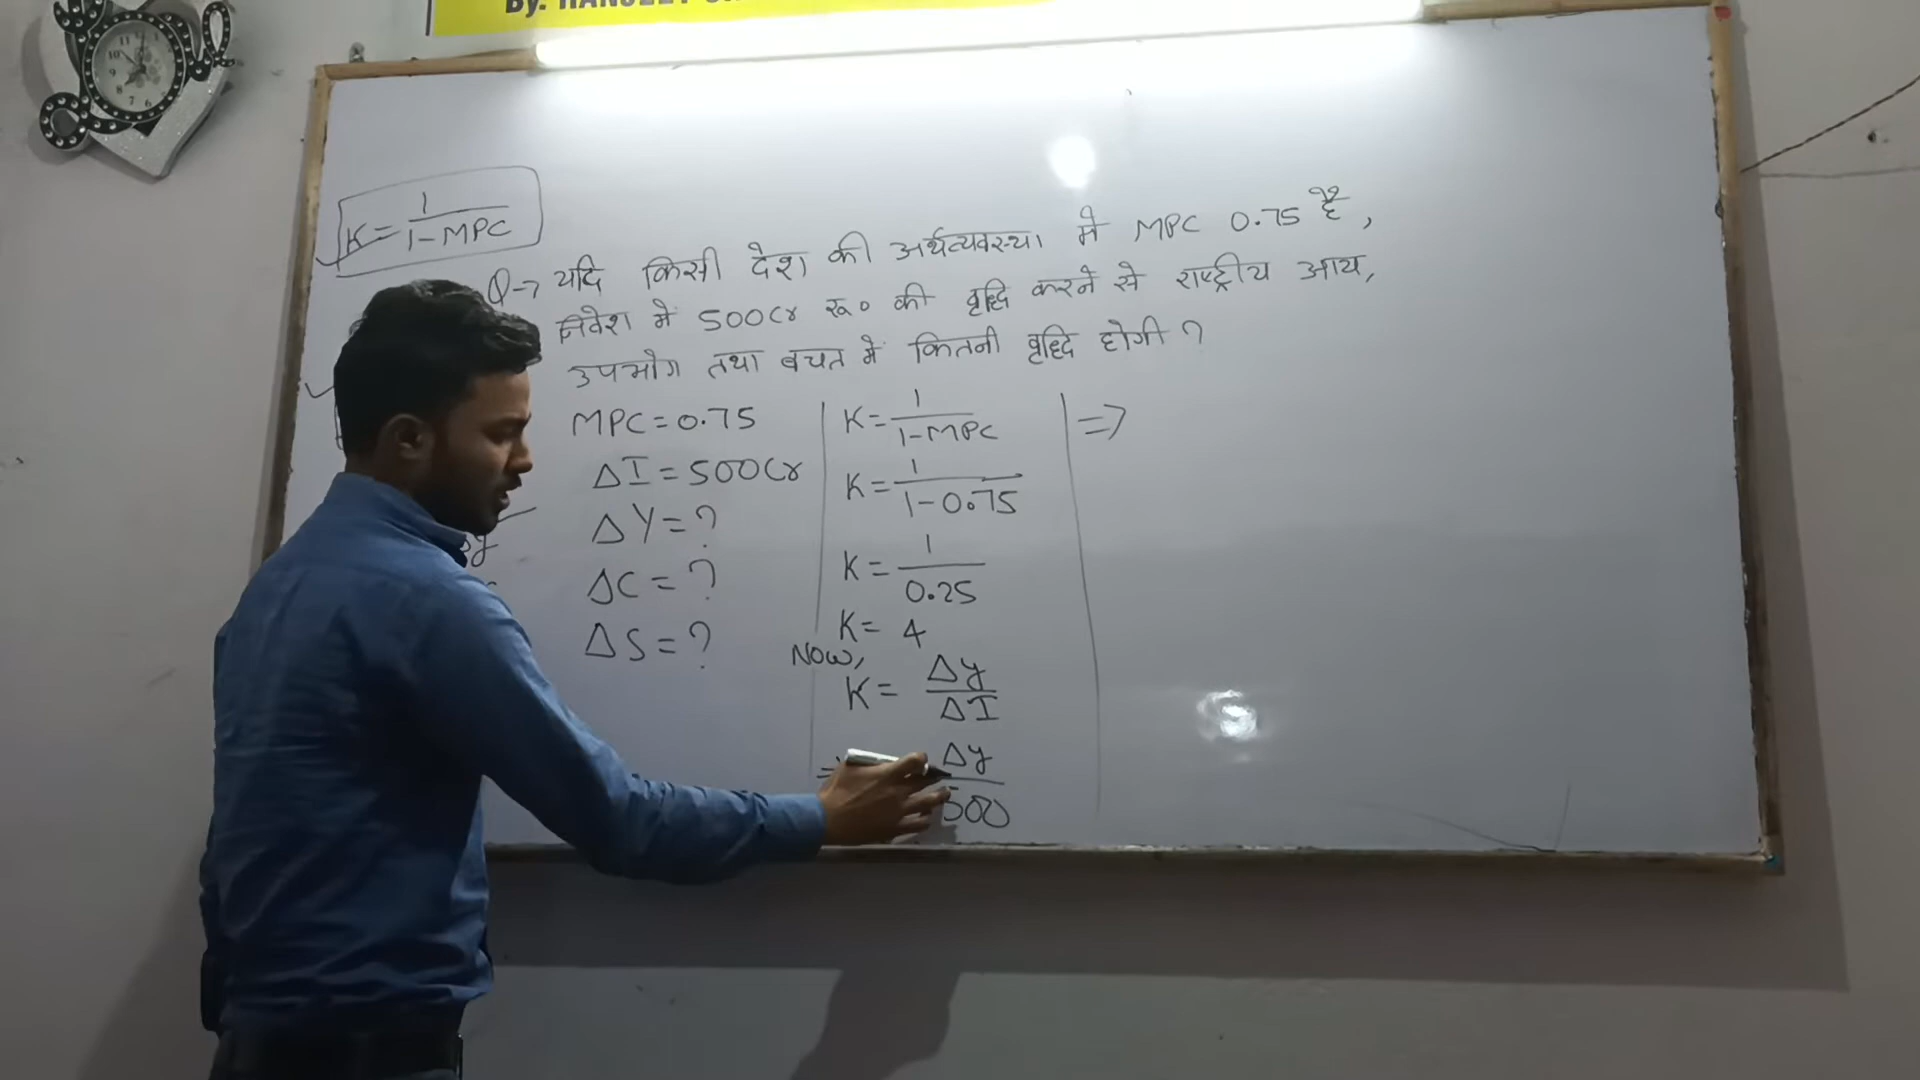 By:
K = 1/(1-MPC)
Q→ यदि किसी देश की अर्थव्यवस्था में MPC 0.75 है,
निवेश में 500Cr रू० की वृद्धि करने से राष्ट्रीय आय,
उपभोग तथा बचत में कितनी वृद्धि होगी ?
MPC = 0.75
ΔI = 500Cr
ΔY = ?
ΔC = ?
ΔS = ?
K = 1/(1-MPC)
K = 1/(1-0.75)
K = 1/0.25
K = 4
Now,
K = Δy/ΔI
= Δy/500
=>